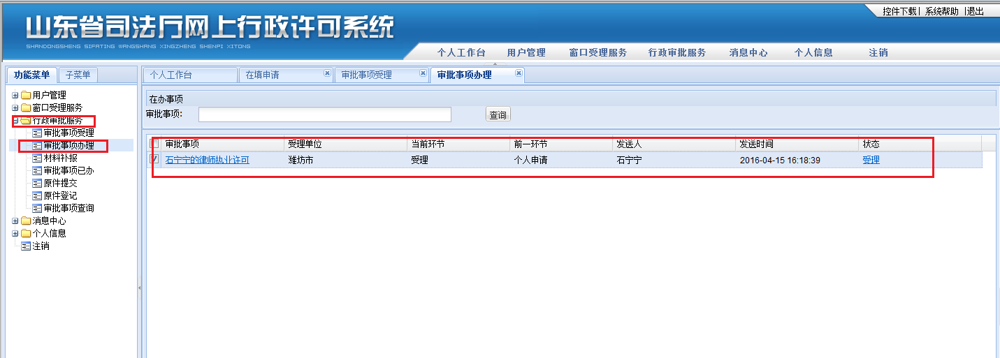 控件下载| 系统帮助 |退出
山东省司法厅网上行政许可系统
SHANDONGSHENG SIFATING WANGSHANG XINGZHENG SHENPI XITONG
个人工作台 用户管理 窗口受理服务 行政审批服务 消息中心 个人信息 注销
功能菜单 子菜单
用户管理
窗口受理服务
行政审批服务
审批事项受理
审批事项办理
材料补报
审批事项已办
原件提交
原件登记
审批事项查询
消息中心
个人信息
注销
个人工作台 在填申请 审批事项受理 审批事项办理
在办事项
审批事项: 查询
审批事项 受理单位 当前环节 前一环节 发送人 发送时间 状态
石宁宁的律师执业许可 潍坊市 受理 个人申请 石宁宁 2016-04-15 16:18:39 受理